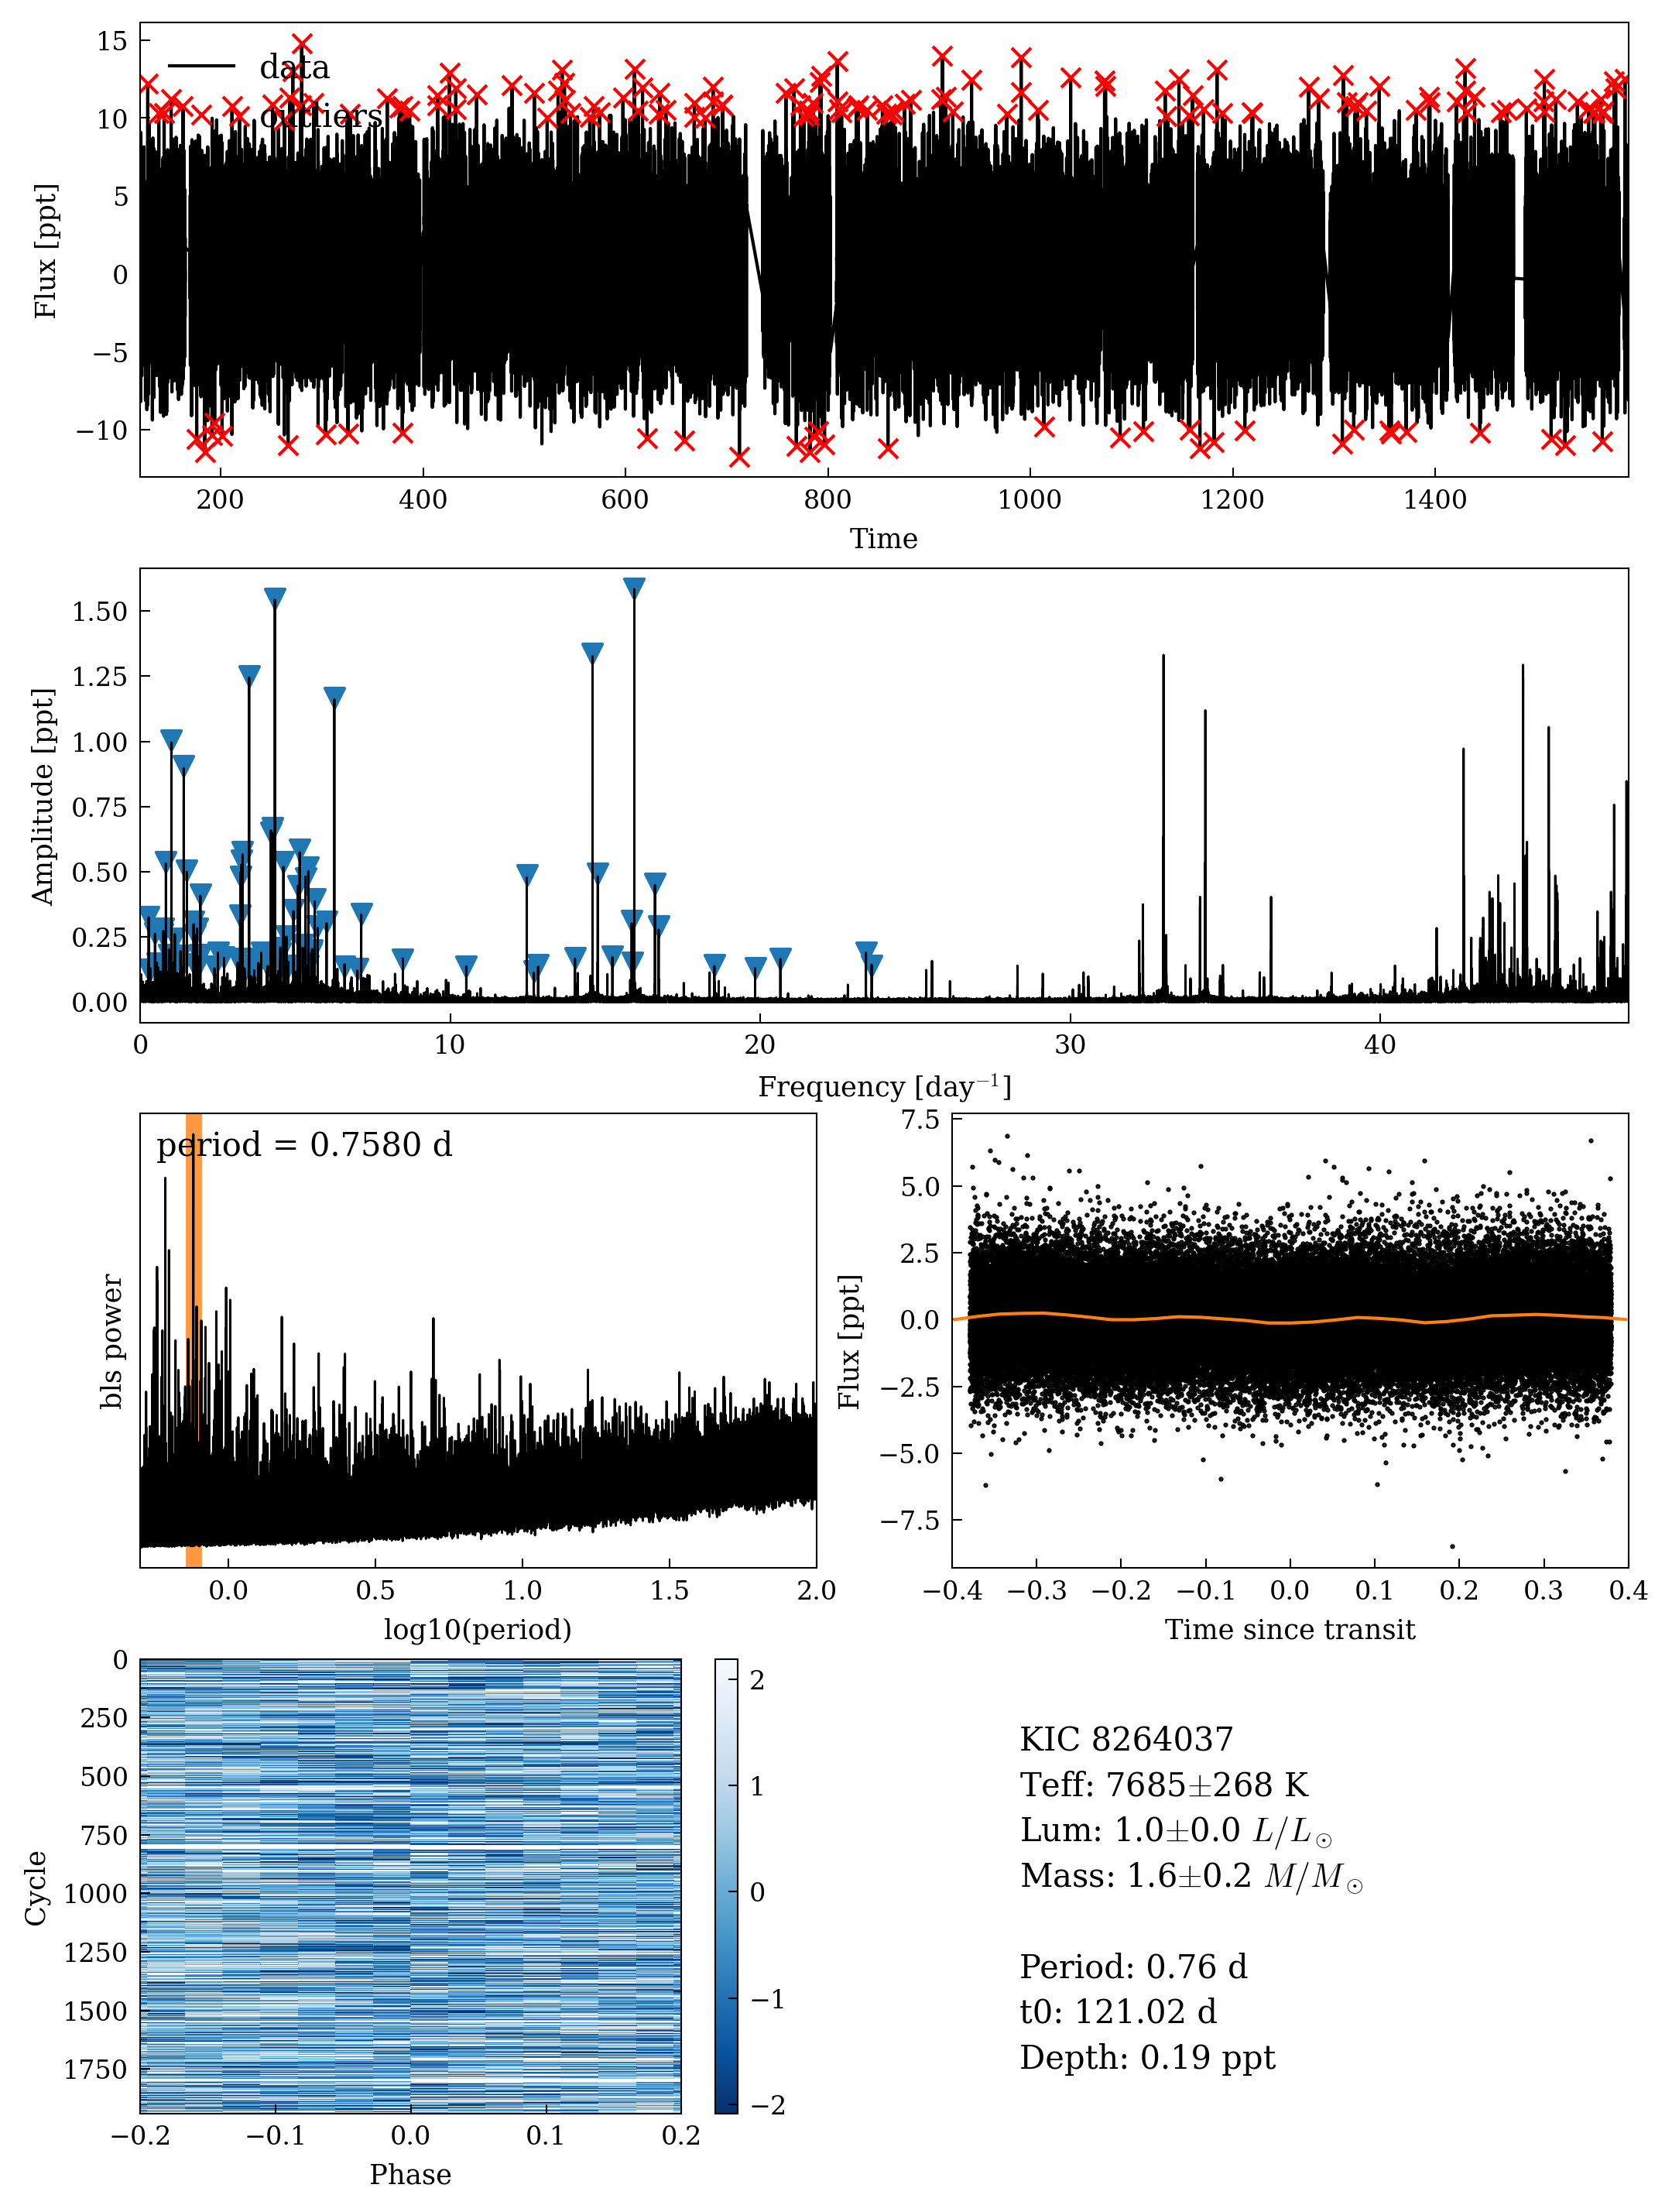 15
10
5
0
−5
−10
Flux [ppt]
data
outliers
200 400 600 800 1000 1200 1400
Time
1.50
1.25
1.00
0.75
0.50
0.25
0.00
Amplitude [ppt]
0 10 20 30 40
Frequency [day⁻¹]
period = 0.7580 d
bls power
0.0 0.5 1.0 1.5 2.0
log10(period)
7.5
5.0
2.5
0.0
−2.5
−5.0
−7.5
Flux [ppt]
−0.4 −0.3 −0.2 −0.1 0.0 0.1 0.2 0.3 0.4
Time since transit
0
250
500
750
1000
1250
1500
1750
Cycle
−0.2 −0.1 0.0 0.1 0.2
Phase
2
1
0
−1
−2
KIC 8264037
Teff: 7685±268 K
Lum: 1.0±0.0 L/L☉
Mass: 1.6±0.2 M/M☉
Period: 0.76 d
t0: 121.02 d
Depth: 0.19 ppt